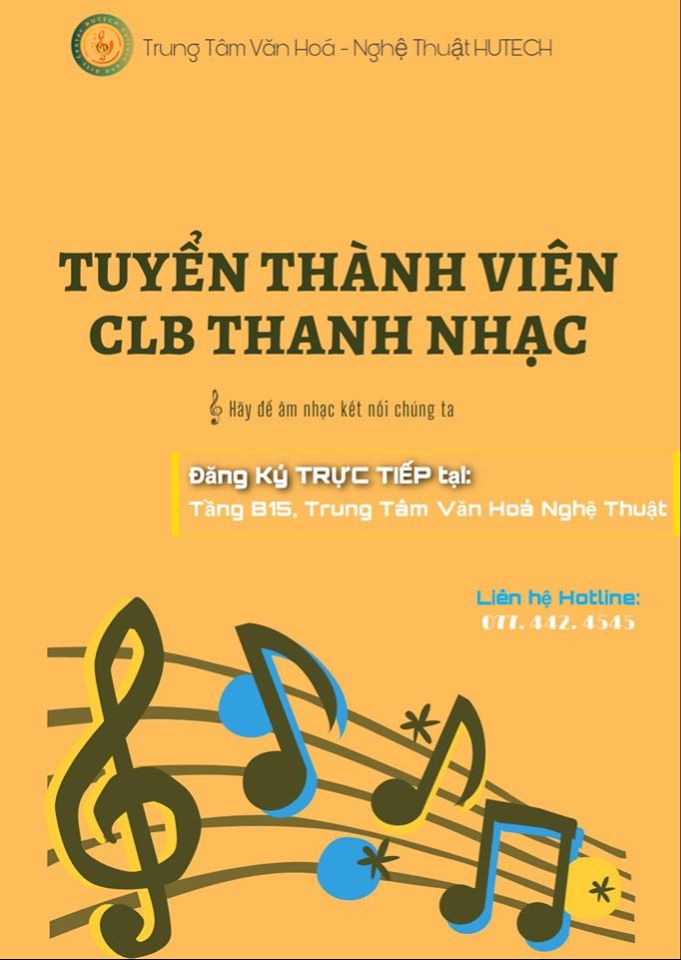 Trung Tâm Văn Hoá - Nghệ Thuật HUTECH
TUYỂN THÀNH VIÊN
CLB THANH NHẠC
Hãy để âm nhạc kết nối chúng ta
Đăng Ký TRỰC TIẾP tại:
Tầng B15, Trung Tâm Văn Hoá Nghệ Thuật
Liên hệ Hotline:
077. 442. 4545